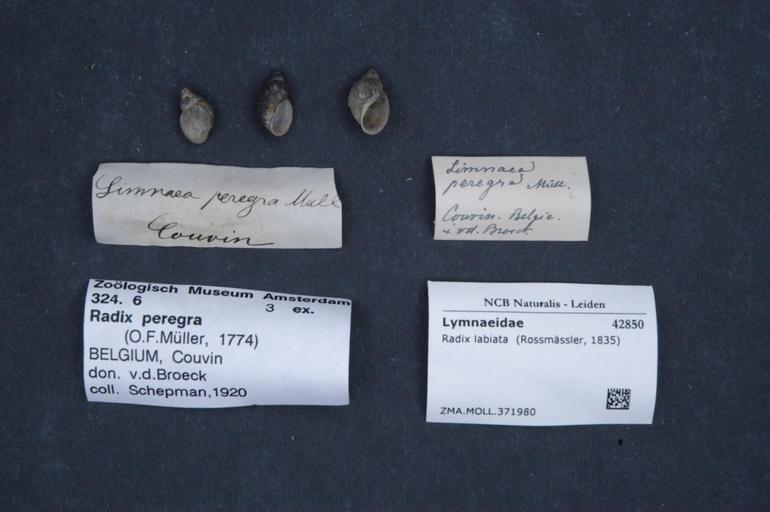 Limnaea peregra Müll
Couvin
Limnaea
peregra Müll.
Couvin. Belgie.
v.d. Broeck.
Zoölogisch Museum Amsterdam
324. 6 3 ex.
Radix peregra
(O.F.Müller, 1774)
BELGIUM, Couvin
don. v.d.Broeck
coll. Schepman,1920
NCB Naturalis - Leiden
Lymnaeidae 42850
Radix labiata (Rossmässler, 1835)
ZMA.MOLL.371980